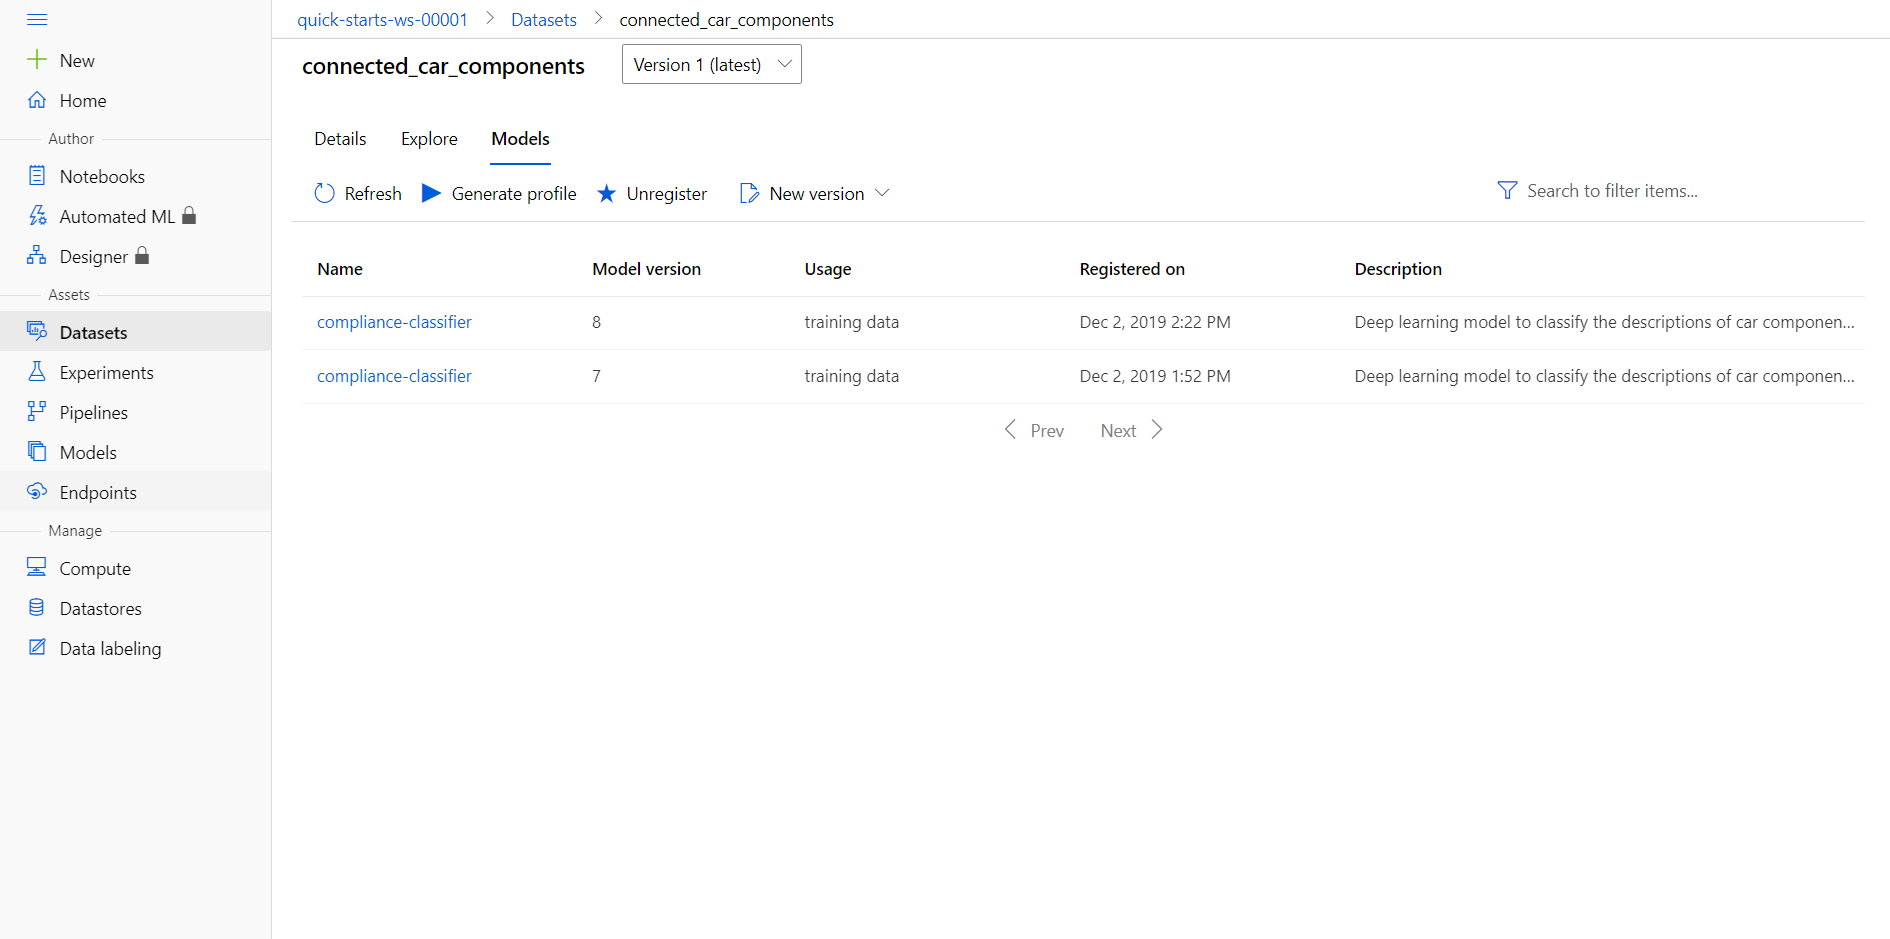 quick-starts-ws-00001 > Datasets > connected_car_components
connected_car_components Version 1 (latest)
New
Home
Author
Notebooks
Automated ML
Designer
Assets
Datasets
Experiments
Pipelines
Models
Endpoints
Manage
Compute
Datastores
Data labeling
Details Explore Models
Refresh Generate profile Unregister New version Search to filter items...
Name Model version Usage Registered on Description
compliance-classifier 8 training data Dec 2, 2019 2:22 PM Deep learning model to classify the descriptions of car componen...
compliance-classifier 7 training data Dec 2, 2019 1:52 PM Deep learning model to classify the descriptions of car componen...
Prev Next